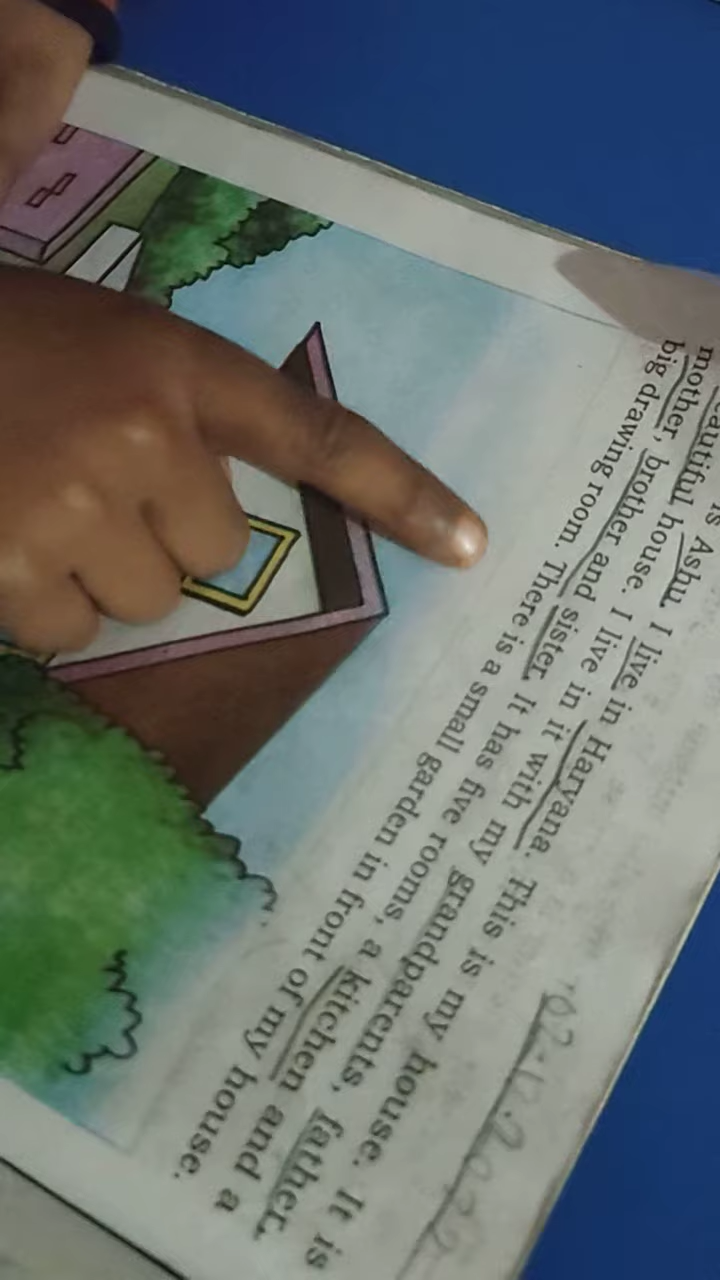 is Ashu. I live in Haryana. This is my house. It is
autiful house. I live in it with my grandparents, father,
mother, brother and sister. It has five rooms, a kitchen and a
big drawing room. There is a small garden in front of my house.